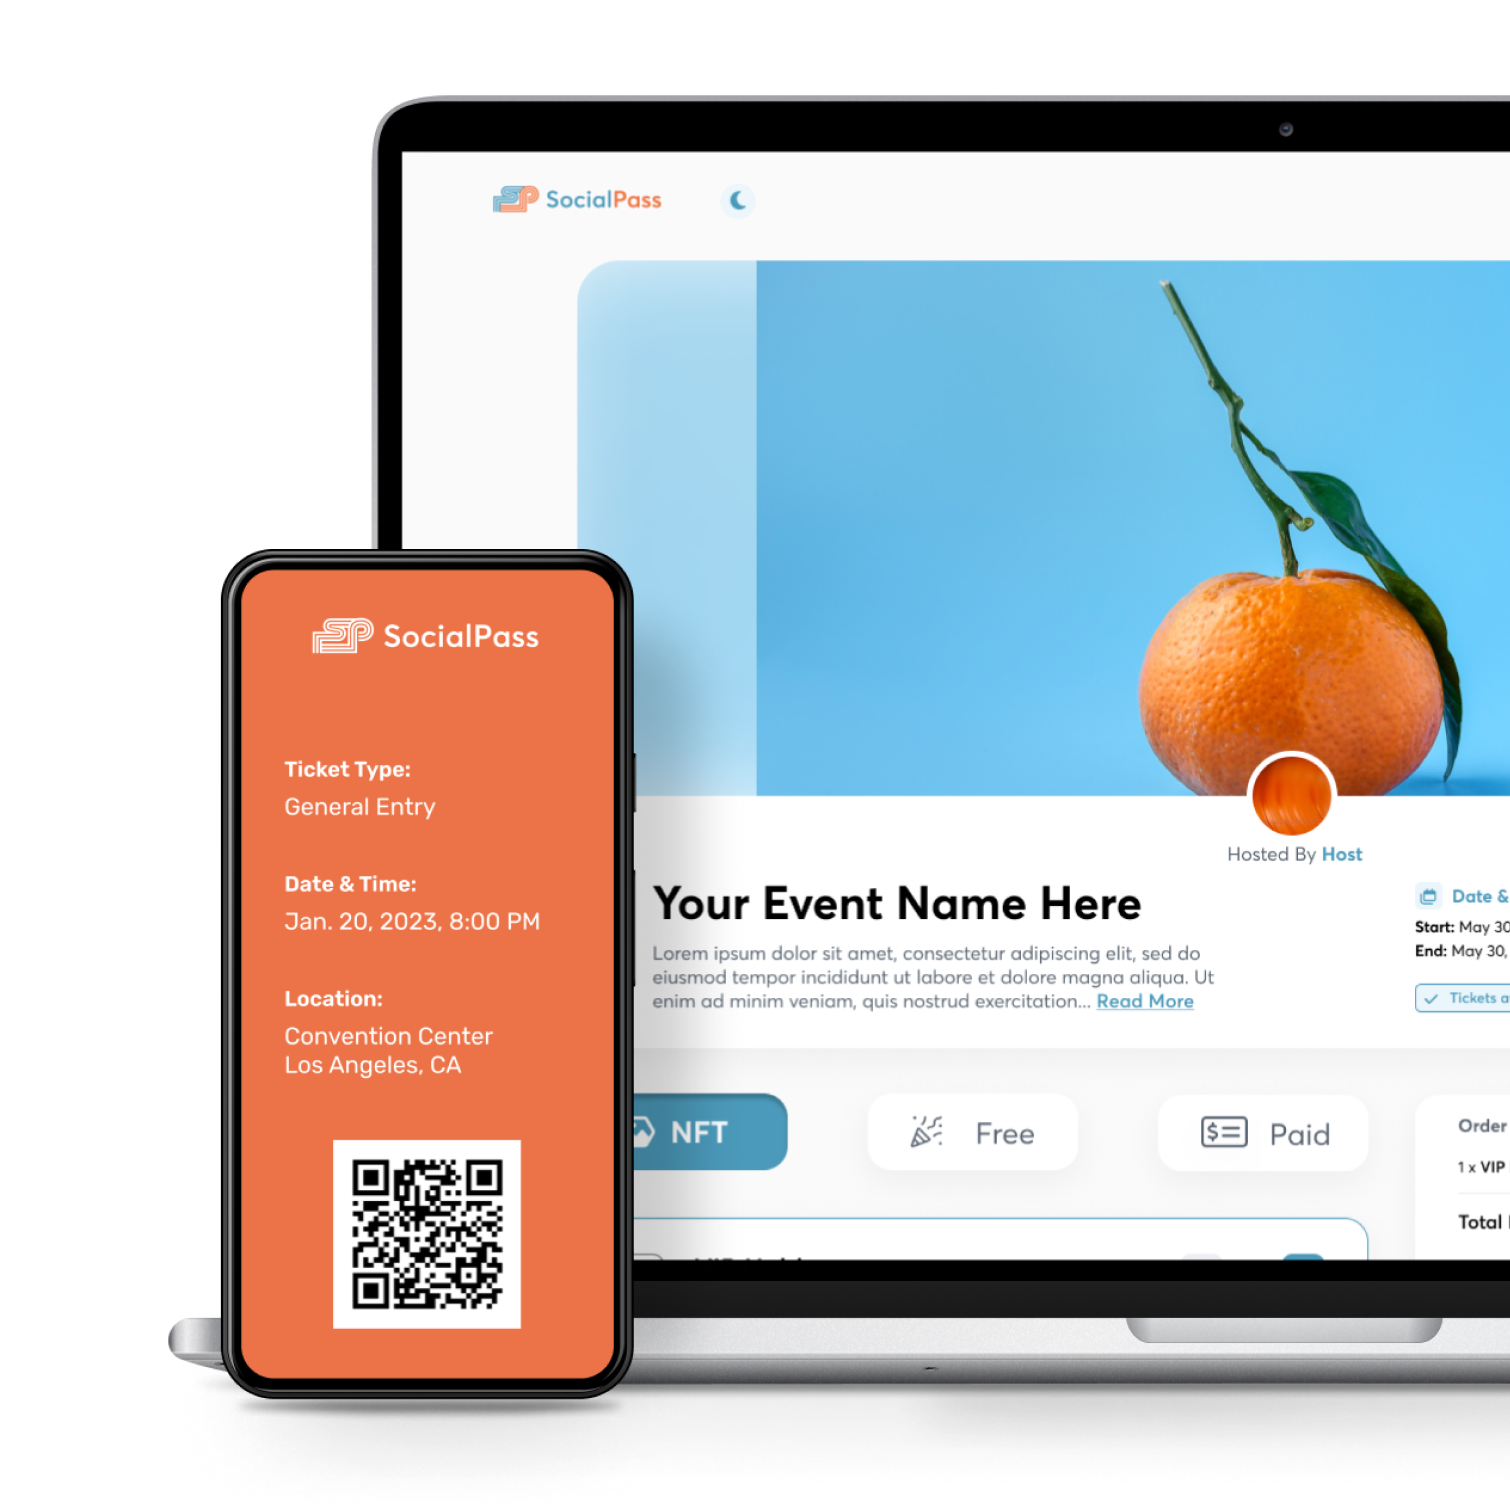 SocialPass
Hosted By Host
Your Event Name Here
Lorem ipsum dolor sit amet, consectetur adipiscing elit, sed do
eiusmod tempor incididunt ut labore et dolore magna aliqua. Ut
enim ad minim veniam, quis nostrud exercitation... Read More
Date &
Start: May 30
End: May 30,
Tickets a
NFT
Free
Paid
Order
1 x VIP
Total
SocialPass
Ticket Type:
General Entry
Date & Time:
Jan. 20, 2023, 8:00 PM
Location:
Convention Center
Los Angeles, CA